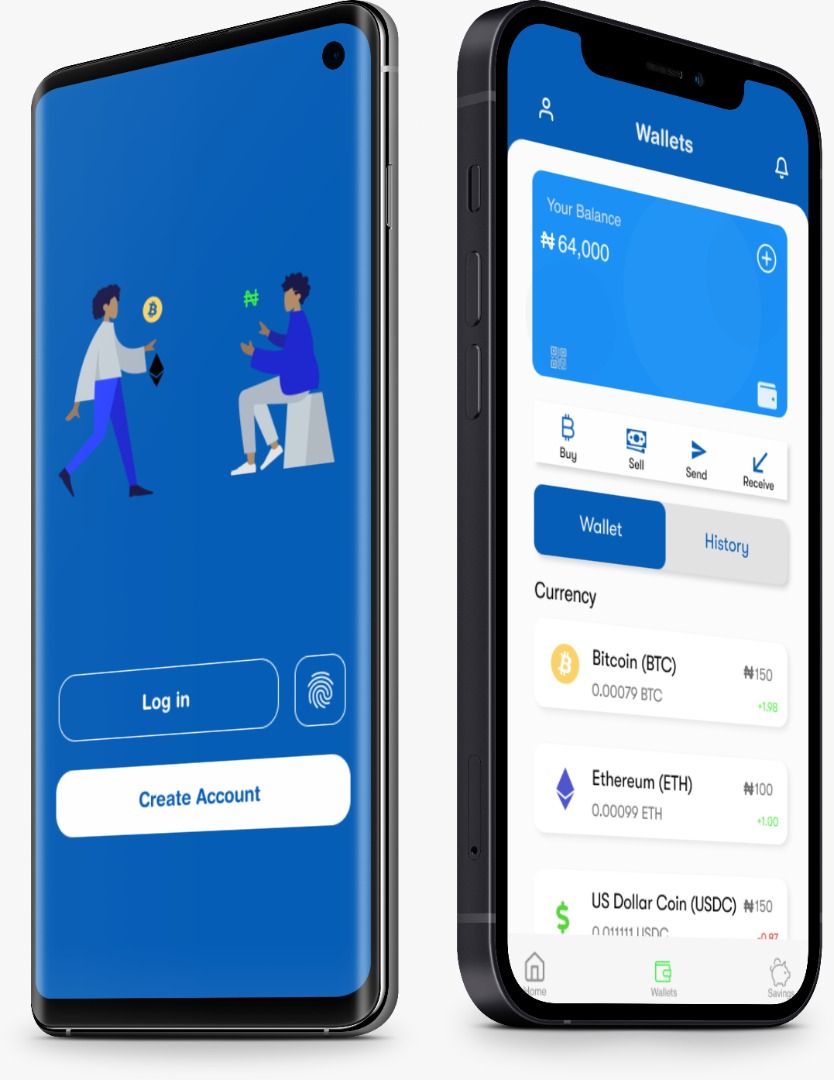 ₦
Log in
Create Account
Wallets
Your Balance
₦ 64,000
Buy
Sell
Send
Receive
Wallet
History
Currency
Bitcoin (BTC)
₦150
0.00079 BTC
+1.98
Ethereum (ETH)
₦100
0.00099 ETH
+1.00
US Dollar Coin (USDC)
₦150
0.011111 USDC
-0.87
Home
Wallets
Savings